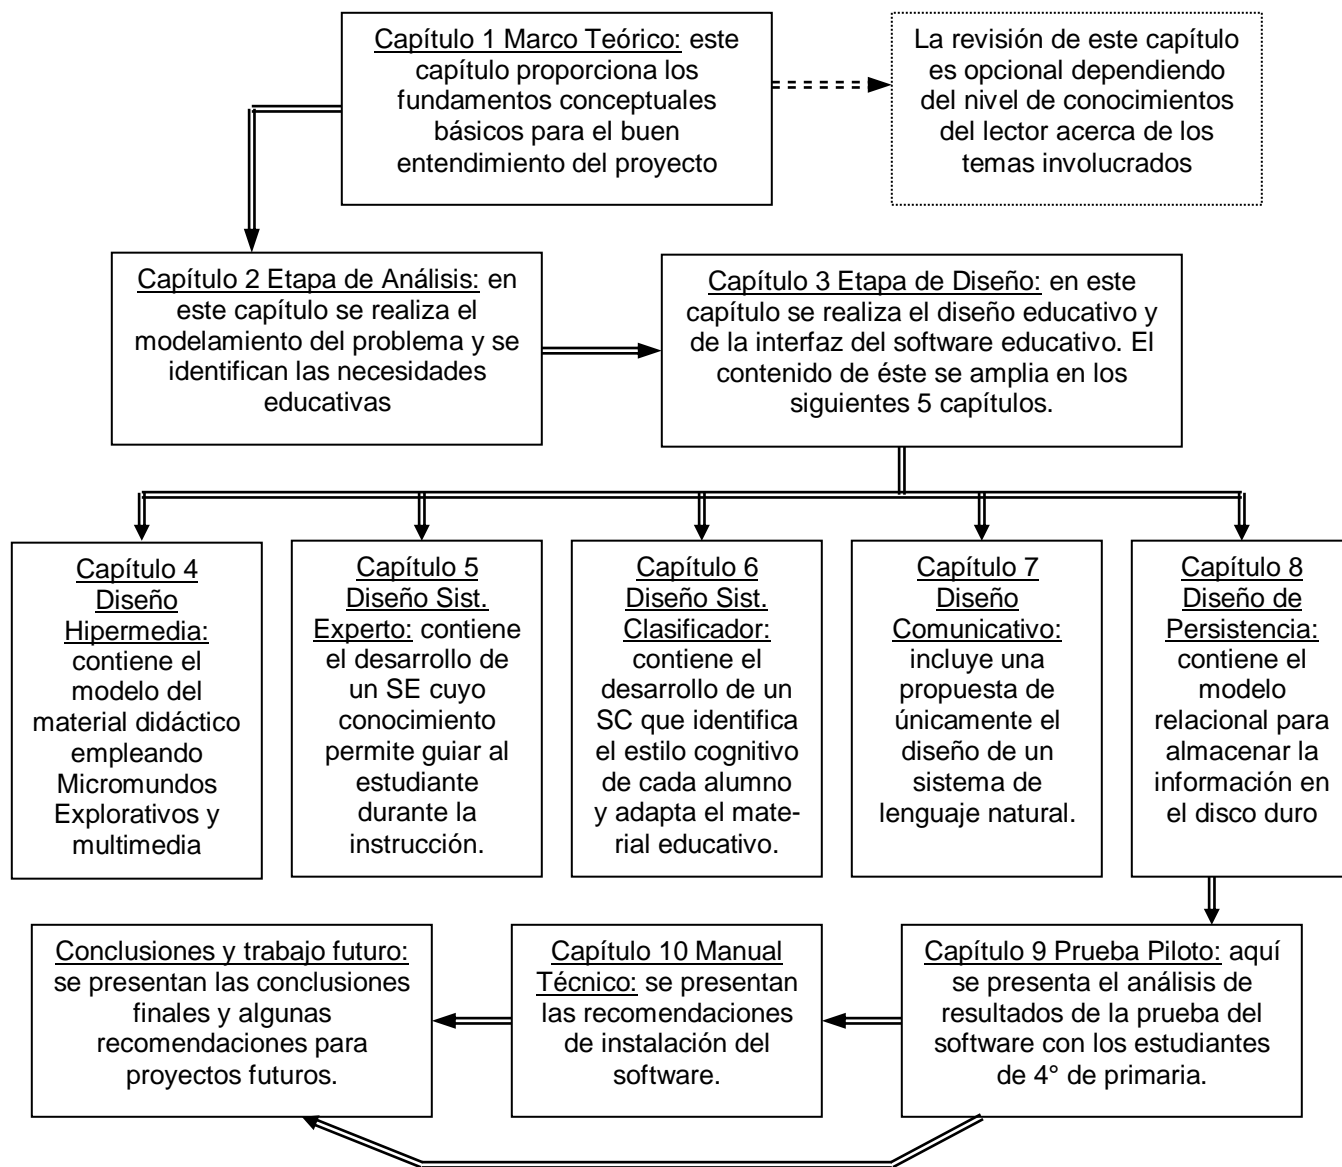 Capítulo 1 Marco Teórico: este
capítulo proporciona los
fundamentos conceptuales
básicos para el buen
entendimiento del proyecto
La revisión de este capítulo
es opcional dependiendo
del nivel de conocimientos
del lector acerca de los
temas involucrados
Capítulo 2 Etapa de Análisis: en
este capítulo se realiza el
modelamiento del problema y se
identifican las necesidades
educativas
Capítulo 3 Etapa de Diseño: en este
capítulo se realiza el diseño educativo y
de la interfaz del software educativo. El
contenido de éste se amplia en los
siguientes 5 capítulos.
Capítulo 4
Diseño
Hipermedia:
contiene el
modelo del
material didáctico
empleando
Micromundos
Explorativos y
multimedia
Capítulo 5
Diseño Sist.
Experto: contiene
el desarrollo de
un SE cuyo
conocimiento
permite guiar al
estudiante
durante la
instrucción.
Capítulo 6
Diseño Sist.
Clasificador:
contiene el
desarrollo de un
SC que identifica
el estilo cognitivo
de cada alumno
y adapta el mate-
rial educativo.
Capítulo 7
Diseño
Comunicativo:
incluye una
propuesta de
únicamente el
diseño de un
sistema de
lenguaje natural.
Capítulo 8
Diseño de
Persistencia:
contiene el
modelo
relacional para
almacenar la
información en
el disco duro
Conclusiones y trabajo futuro:
se presentan las conclusiones
finales y algunas
recomendaciones para
proyectos futuros.
Capítulo 10 Manual
Técnico: se presentan
las recomendaciones
de instalación del
software.
Capítulo 9 Prueba Piloto: aquí
se presenta el análisis de
resultados de la prueba del
software con los estudiantes
de 4° de primaria.